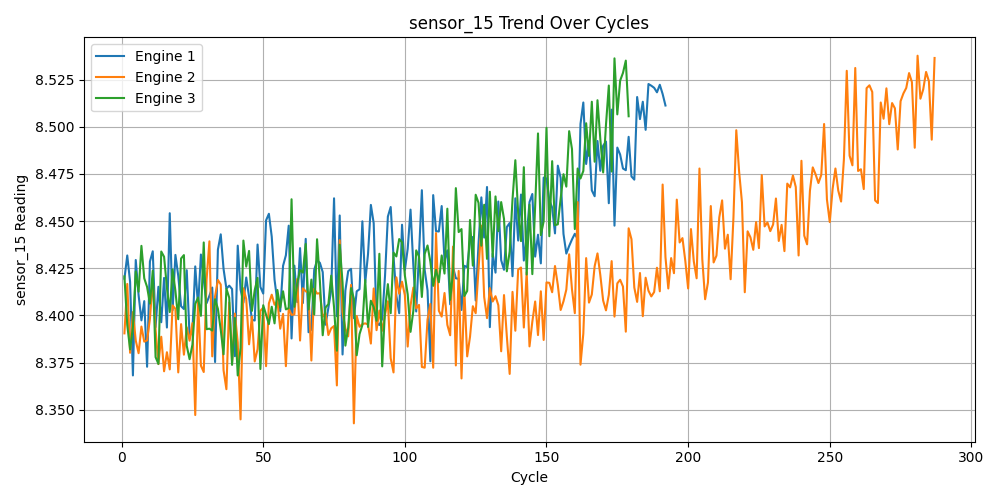 sensor_15 Trend Over Cycles
Engine 1
Engine 2
Engine 3
sensor_15 Reading
8.525
8.500
8.475
8.450
8.425
8.400
8.375
8.350
0 50 100 150 200 250 300
Cycle